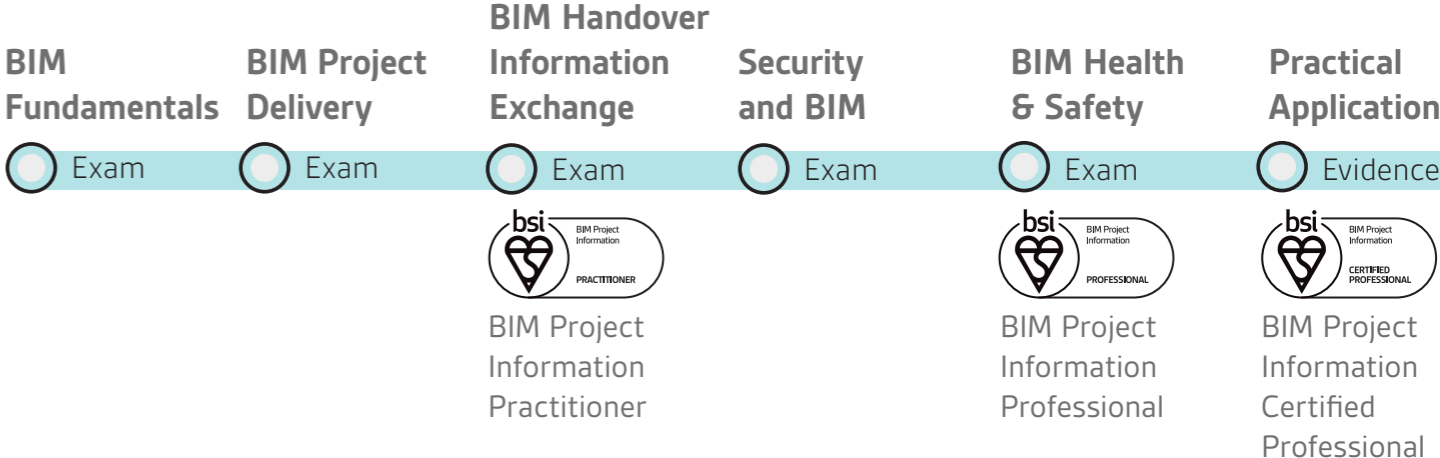 BIM
Fundamentals
Exam
BIM Project
Delivery
Exam
BIM Handover
Information
Exchange
Exam
bsi
BIM Project
Information
PRACTITIONER
BIM Project
Information
Practitioner
Security
and BIM
Exam
BIM Health
& Safety
Exam
bsi
BIM Project
Information
PROFESSIONAL
BIM Project
Information
Professional
Practical
Application
Evidence
bsi
BIM Project
Information
CERTIFIED
PROFESSIONAL
BIM Project
Information
Certified
Professional